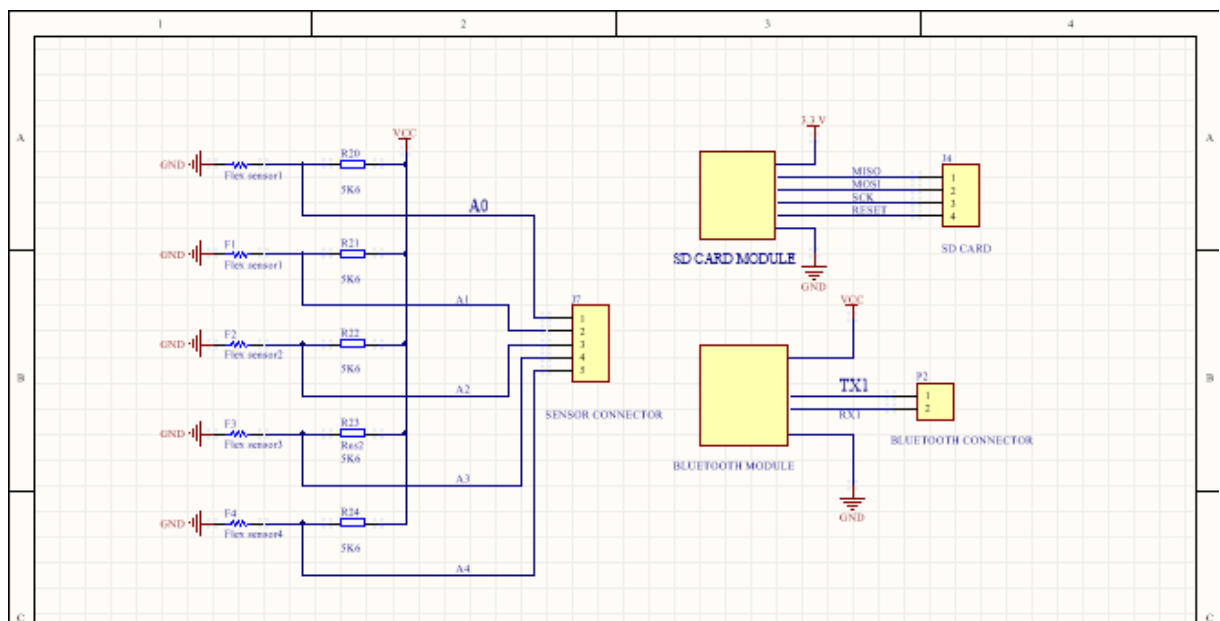 1 2 3 4
A A
VCC
GND
Flex sensor1
R20
5K6
A0
F1
GND
Flex sensor1
R21
5K6
A1
F2
GND
Flex sensor2
R22
5K6
A2
F3
GND
Flex sensor3
R23
Res2
5K6
A3
F4
GND
Flex sensor4
R24
5K6
A4
J7
1
2
3
4
5
SENSOR CONNECTOR
3.3 V
MISO
MOSI
SCK
RESET
J4
1
2
3
4
SD CARD
SD CARD MODULE
GND
VCC
TX1
RX1
P2
1
2
BLUETOOTH CONNECTOR
BLUETOOTH MODULE
GND
B B
C C